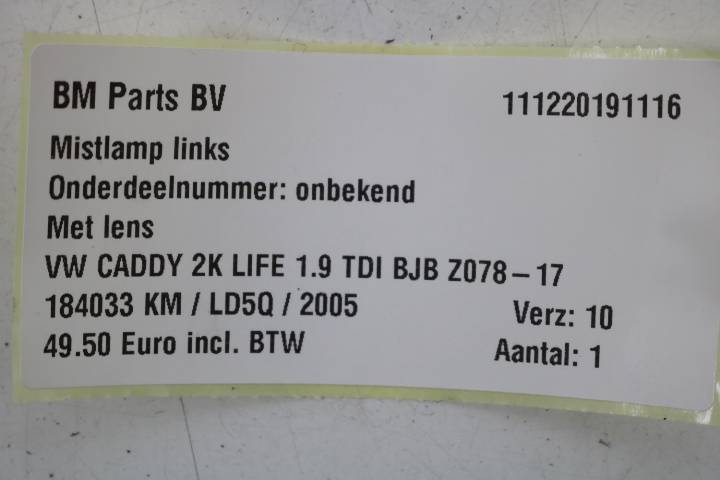 BM Parts BV 111220191116
Mistlamp links
Onderdeelnummer: onbekend
Met lens
VW CADDY 2K LIFE 1.9 TDI BJB Z078-17
184033 KM / LD5Q / 2005 Verz: 10
49.50 Euro incl. BTW Aantal: 1